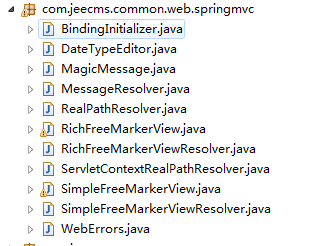 com.jeecms.common.web.springmvc
BindingInitializer.java
DateTypeEditor.java
MagicMessage.java
MessageResolver.java
RealPathResolver.java
RichFreeMarkerView.java
RichFreeMarkerViewResolver.java
ServletContextRealPathResolver.java
SimpleFreeMarkerView.java
SimpleFreeMarkerViewResolver.java
WebErrors.java